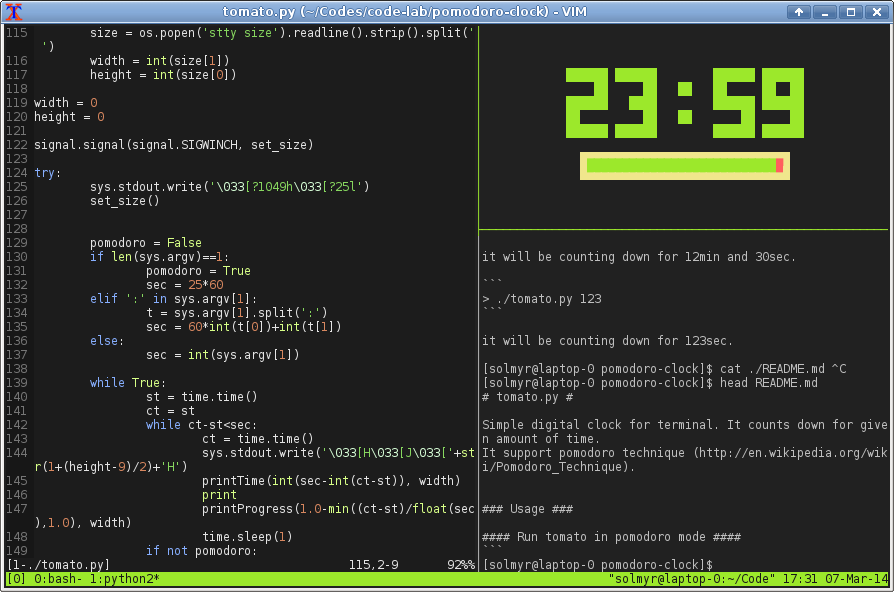 tomato.py (~/Codes/code-lab/pomodoro-clock) - VIM
115         size = os.popen('stty size').readline().strip().split('
 ')
116         width = int(size[1])
117         height = int(size[0])
118
119 width = 0
120 height = 0
121
122 signal.signal(signal.SIGWINCH, set_size)
123
124 try:
125         sys.stdout.write('\033[?1049h\033[?25l')
126         set_size()
127
128
129         pomodoro = False
130         if len(sys.argv)==1:
131                 pomodoro = True
132                 sec = 25*60
133         elif ':' in sys.argv[1]:
134                 t = sys.argv[1].split(':')
135                 sec = 60*int(t[0])+int(t[1])
136         else:
137                 sec = int(sys.argv[1])
138
139         while True:
140                 st = time.time()
141                 ct = st
142                 while ct-st<sec:
143                         ct = time.time()
144                         sys.stdout.write('\033[H\033[J\033['+st
r(1+(height-9)/2)+'H')
145                         printTime(int(sec-int(ct-st)), width)
146                         print
147                         printProgress(1.0-min((ct-st)/float(sec
),1.0), width)
148                         time.sleep(1)
149                 if not pomodoro:
[1-./tomato.py]                                  115,2-9       92%%
23:59
it will be counting down for 12min and 30sec.
```
> ./tomato.py 123
```
it will be counting down for 123sec.
[solmyr@laptop-0 pomodoro-clock]$ cat ./README.md ^C
[solmyr@laptop-0 pomodoro-clock]$ head README.md
# tomato.py #
Simple digital clock for terminal. It counts down for give
n amount of time.
It support pomodoro technique (http://en.wikipedia.org/wik
i/Pomodoro_Technique).
### Usage ###
#### Run tomato in pomodoro mode ####
```
[solmyr@laptop-0 pomodoro-clock]$
[0] 0:bash- 1:python2* "solmyr@laptop-0:~/Code" 17:31 07-Mar-14